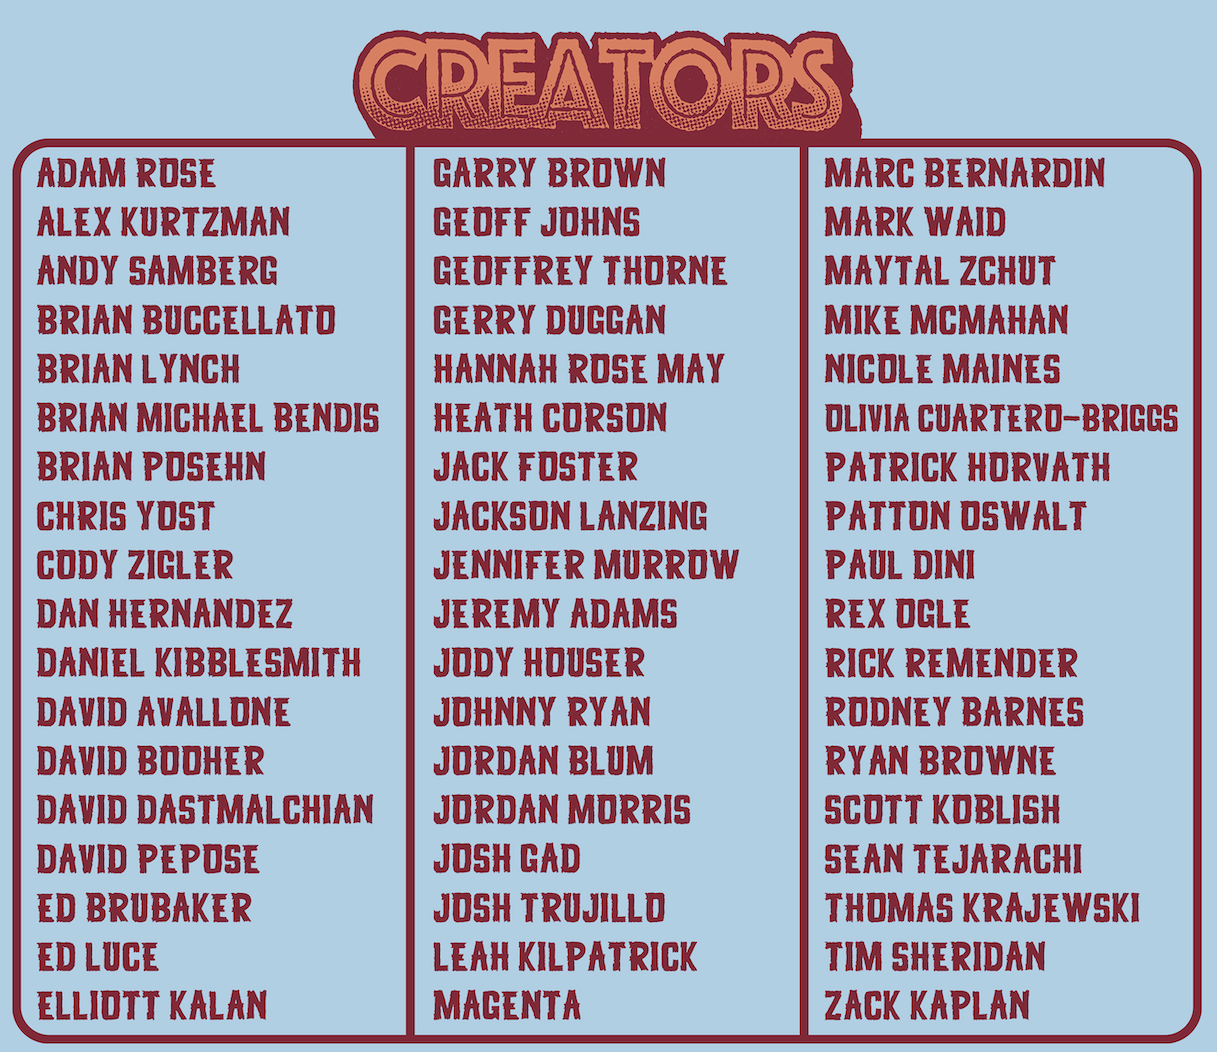 CREATORS
ADAM ROSE
ALEX KURTZMAN
ANDY SAMBERG
BRIAN BUCCELLATO
BRIAN LYNCH
BRIAN MICHAEL BENDIS
BRIAN POSEHN
CHRIS YOST
CODY ZIGLER
DAN HERNANDEZ
DANIEL KIBBLESMITH
DAVID AVALLONE
DAVID BOOHER
DAVID DASTMALCHIAN
DAVID PEPOSE
ED BRUBAKER
ED LUCE
ELLIOTT KALAN
GARRY BROWN
GEOFF JOHNS
GEOFFREY THORNE
GERRY DUGGAN
HANNAH ROSE MAY
HEATH CORSON
JACK FOSTER
JACKSON LANZING
JENNIFER MURROW
JEREMY ADAMS
JODY HOUSER
JOHNNY RYAN
JORDAN BLUM
JORDAN MORRIS
JOSH GAD
JOSH TRUJILLO
LEAH KILPATRICK
MAGENTA
MARC BERNARDIN
MARK WAID
MAYTAL ZCHUT
MIKE MCMAHAN
NICOLE MAINES
OLIVIA CUARTERO-BRIGGS
PATRICK HORVATH
PATTON OSWALT
PAUL DINI
REX OGLE
RICK REMENDER
RODNEY BARNES
RYAN BROWNE
SCOTT KOBLISH
SEAN TEJARACHI
THOMAS KRAJEWSKI
TIM SHERIDAN
ZACK KAPLAN